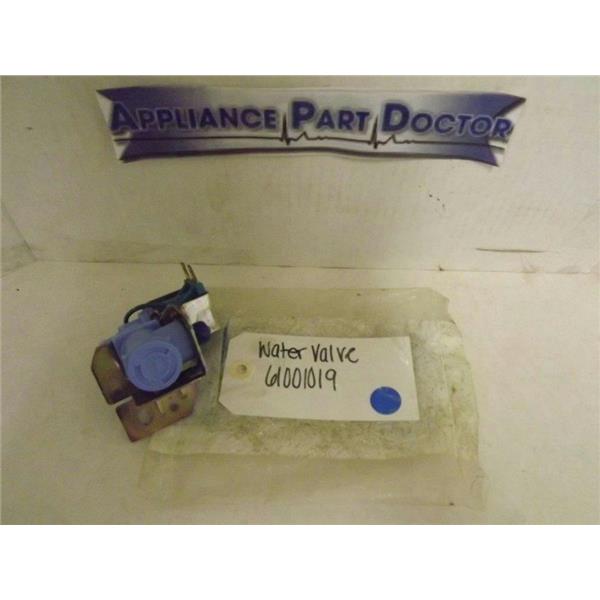 APPLIANCE PART DOCTOR
Water Valve
61001019